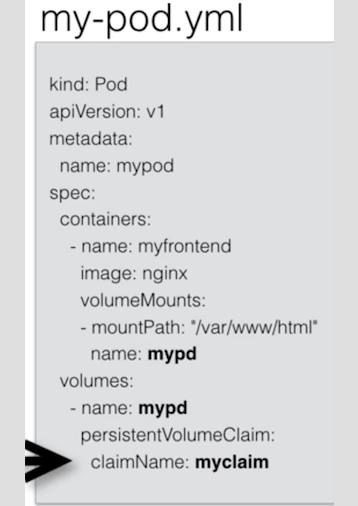 my-pod.yml
kind: Pod
apiVersion: v1
metadata:
  name: mypod
spec:
  containers:
    - name: myfrontend
      image: nginx
      volumeMounts:
      - mountPath: "/var/www/html"
        name: mypd
  volumes:
    - name: mypd
      persistentVolumeClaim:
        claimName: myclaim